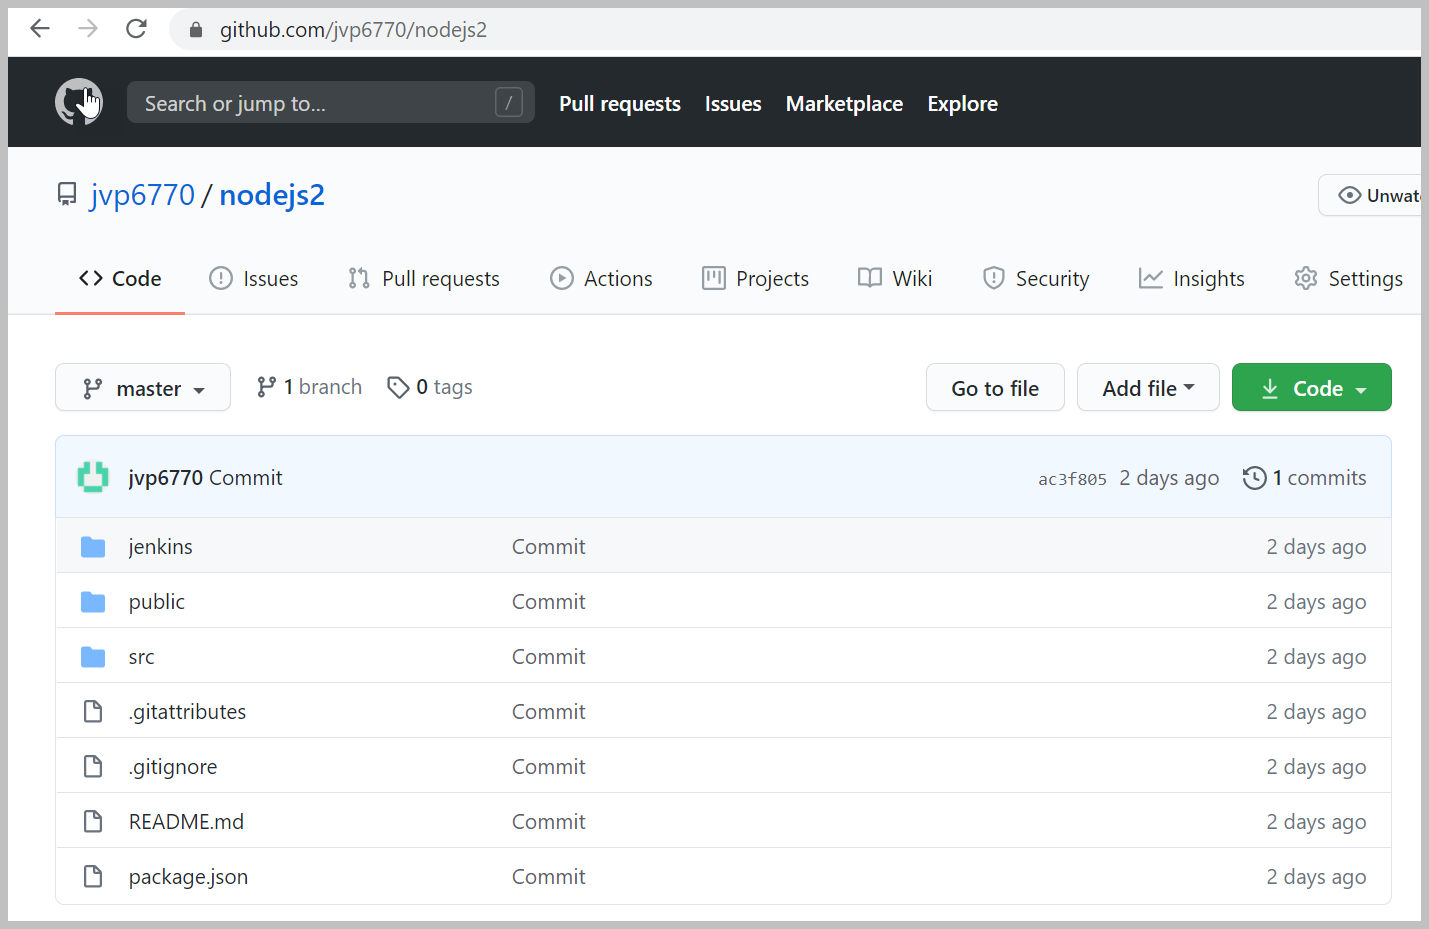 github.com/jvp6770/nodejs2
Search or jump to... / Pull requests Issues Marketplace Explore
jvp6770 / nodejs2 Unwat
Code Issues Pull requests Actions Projects Wiki Security Insights Settings
master 1 branch 0 tags Go to file Add file Code
jvp6770 Commit ac3f805 2 days ago 1 commits
jenkins Commit 2 days ago
public Commit 2 days ago
src Commit 2 days ago
.gitattributes Commit 2 days ago
.gitignore Commit 2 days ago
README.md Commit 2 days ago
package.json Commit 2 days ago